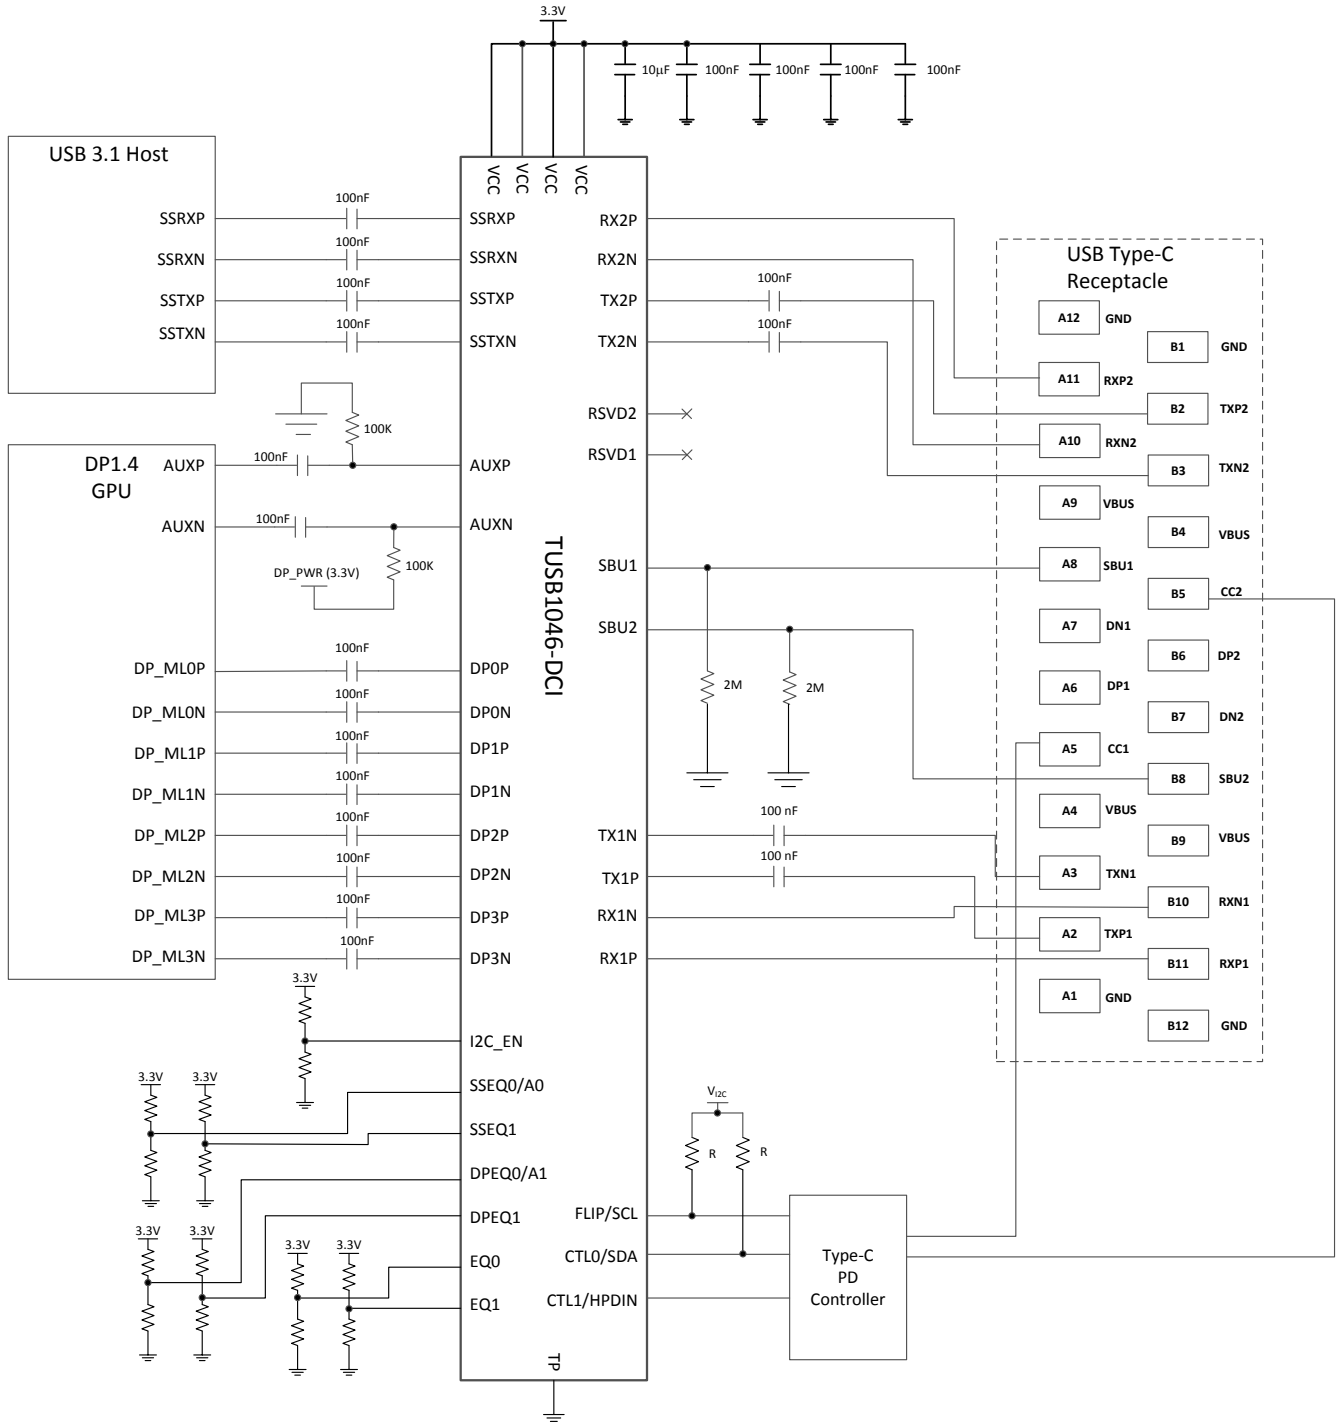 3.3V
10µF
100nF
100nF
100nF
100nF
USB 3.1 Host
SSRXP
SSRXN
SSTXP
SSTXN
100nF
100nF
100nF
100nF
100K
DP1.4
GPU
AUXP
AUXN
100nF
100nF
100K
DP_PWR (3.3V)
DP_ML0P
DP_ML0N
DP_ML1P
DP_ML1N
DP_ML2P
DP_ML2N
DP_ML3P
DP_ML3N
100nF
100nF
100nF
100nF
100nF
100nF
100nF
100nF
3.3V
3.3V
3.3V
3.3V
3.3V
3.3V
3.3V
VCC
VCC
VCC
VCC
SSRXP
SSRXN
SSTXP
SSTXN
AUXP
AUXN
DP0P
DP0N
DP1P
DP1N
DP2P
DP2N
DP3P
DP3N
I2C_EN
SSEQ0/A0
SSEQ1
DPEQ0/A1
DPEQ1
EQ0
EQ1
TUSB1046-DCI
TP
RX2P
RX2N
TX2P
TX2N
RSVD2
RSVD1
SBU1
SBU2
TX1N
TX1P
RX1N
RX1P
FLIP/SCL
CTL0/SDA
CTL1/HPDIN
100nF
100nF
2M
2M
100 nF
100 nF
VI2C
R
R
Type-C
PD
Controller
USB Type-C
Receptacle
A12 GND
B1 GND
A11 RXP2
B2 TXP2
A10 RXN2
B3 TXN2
A9 VBUS
B4 VBUS
A8 SBU1
B5 CC2
A7 DN1
B6 DP2
A6 DP1
B7 DN2
A5 CC1
B8 SBU2
A4 VBUS
B9 VBUS
A3 TXN1
B10 RXN1
A2 TXP1
B11 RXP1
A1 GND
B12 GND